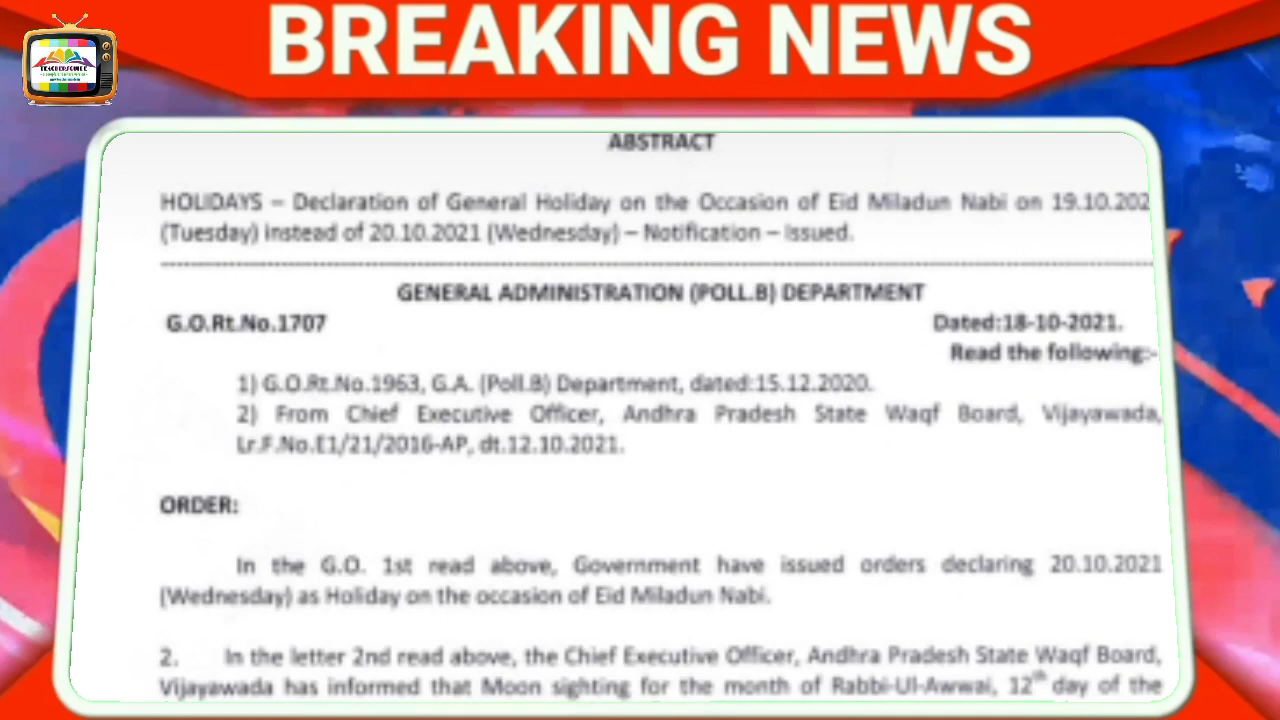 BREAKING NEWS
ABSTRACT
HOLIDAYS – Declaration of General Holiday on the Occasion of Eid Miladun Nabi on 19.10.202
(Tuesday) instead of 20.10.2021 (Wednesday) – Notification – Issued.
GENERAL ADMINISTRATION (POLL.B) DEPARTMENT
G.O.Rt.No.1707 Dated:18-10-2021.
Read the following:-
1) G.O.Rt.No.1963, G.A. (Poll.B) Department, dated:15.12.2020.
2) From Chief Executive Officer, Andhra Pradesh State Waqf Board, Vijayawada,
Lr.F.No.E1/21/2016-AP, dt.12.10.2021.
ORDER:
In the G.O. 1st read above, Government have issued orders declaring 20.10.2021
(Wednesday) as Holiday on the occasion of Eid Miladun Nabi.
2. In the letter 2nd read above, the Chief Executive Officer, Andhra Pradesh State Waqf Board,
Vijayawada has informed that Moon sighting for the month of Rabbi-Ul-Awwai, 12th day of the